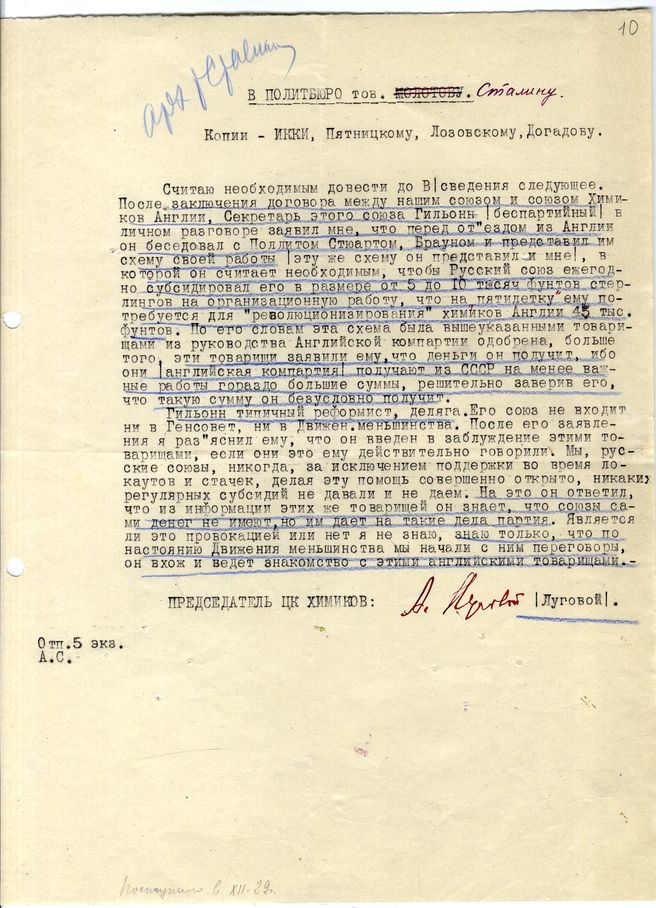 10
арх
В ПОЛИТБЮРО тов. МОЛОТОВУ. Сталину.
Копии - ИККИ, Пятницкому, Лозовскому, Догадову.
Считаю необходимым довести до В|сведения следующее.
После заключения договора между нашим союзом и союзом Хими-
ков Англии, Секретарь этого союза Гильонн |беспартийный| в
личном разговоре заявил мне, что перед от"ездом из Англии
он беседовал с Поллитом Стюартом, Брауном и представил им
схему своей работы |эту же схему он представил и мне|, в
которой он считает необходимым, чтобы Русский союз ежегод-
но субсидировал его в размере от 5 до 10 тысяч фунтов стер-
лингов на организационную работу, что на "пятилетку" ему по-
требуется для "революционизирования" химиков Англии 45 тыс.
фунтов. По его словам эта схема была вышеуказанными товари-
щами из руководства Английской компартии одобрена, больше
того, эти товарищи заявили ему, что деньги он получит, ибо
они |английская компартия| получают из СССР на менее важ-
ные работы гораздо большие суммы, решительно заверив его,
что такую сумму он безусловно получит.
Гильонн типичный реформист, деляга. Его союз не входит
ни в Генсовет, ни в Движен.меньшинства. После его заявле-
ния я раз"яснил ему, что он введен в заблуждение этими то-
варищами, если они это ему действительно говорили. Мы, рус-
ские союзы, никогда, за исключением поддержки во время ло-
каутов и стачек, делая эту помощь совершенно открыто, никаких
регулярных субсидий не давали и не даем. На это он ответил,
что из информации этих же товарищей он знает, что союзы са-
ми денег не имеют, но им дает на такие дела партия. Является
ли это провокацией или нет я не знаю, знаю только, что по
настоянию Движения меньшинства мы начали с ним переговоры,
он вхож и ведет знакомство с этими английскими товарищами.-
ПРЕДСЕДАТЕЛЬ ЦК ХИМИКОВ: А. Луговой |Луговой|.
Отп.5 экз.
А.С.
Поступило в XII-29г.